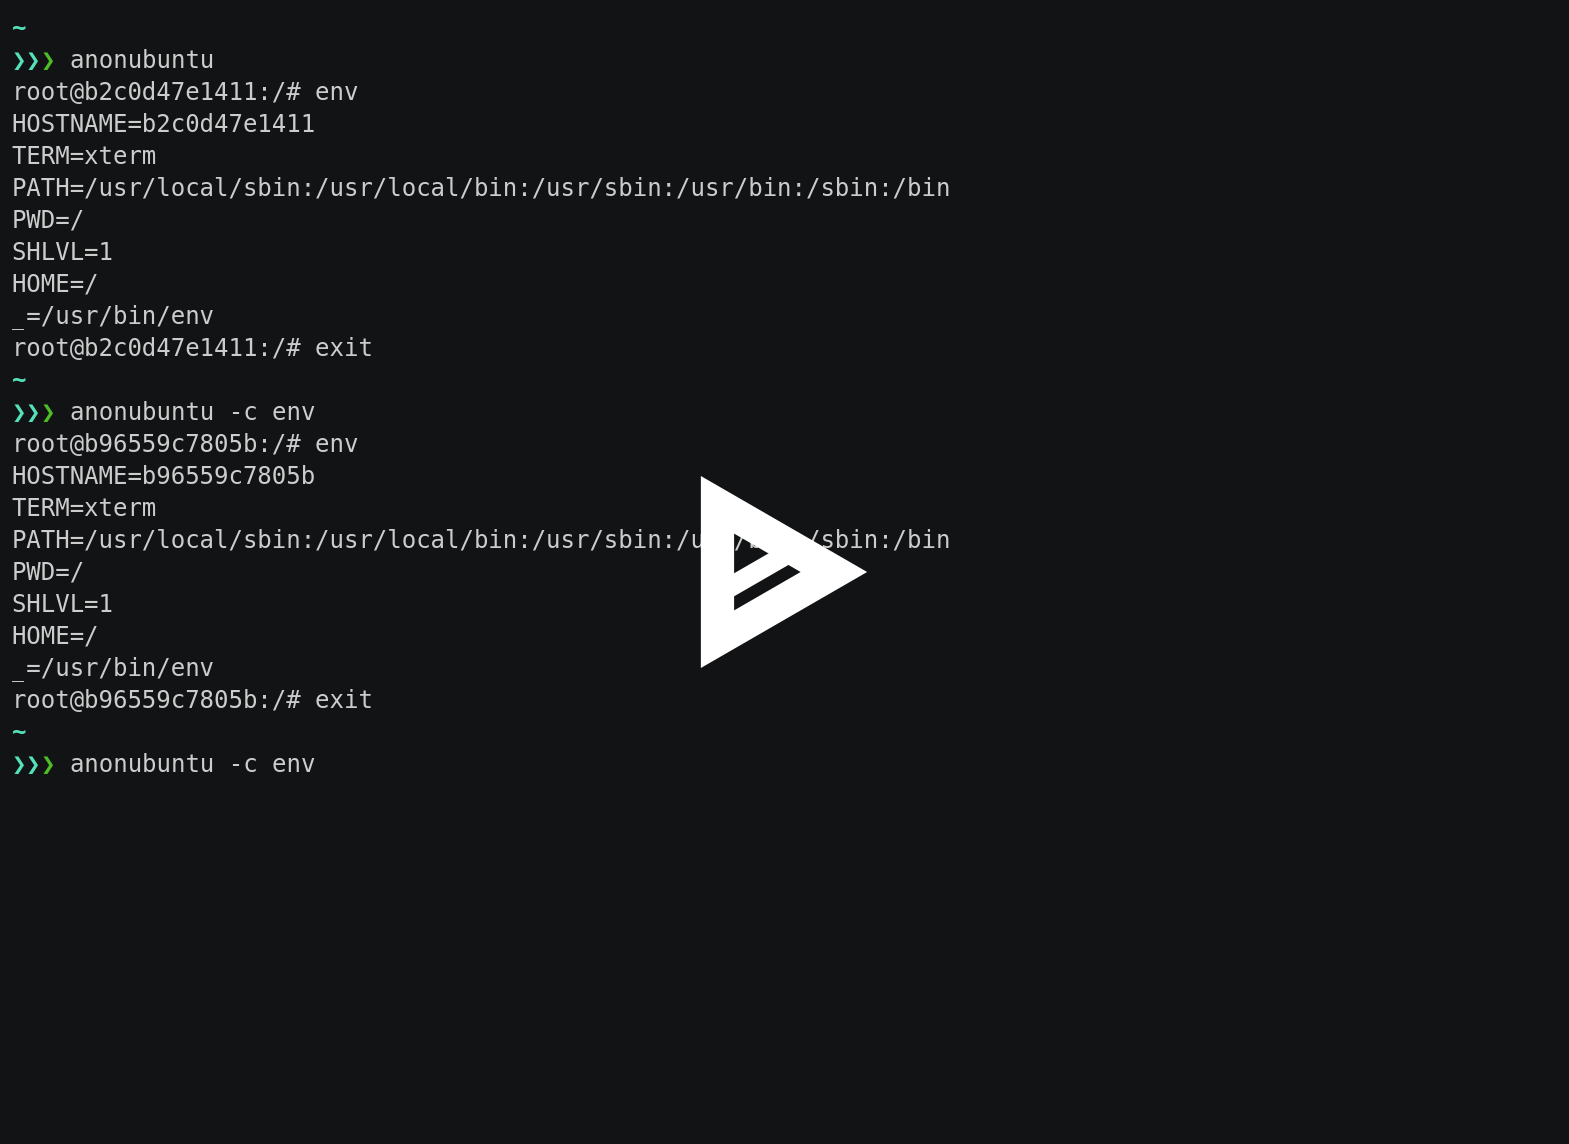 ~
❯❯❯ anonubuntu
root@b2c0d47e1411:/# env
HOSTNAME=b2c0d47e1411
TERM=xterm
PATH=/usr/local/sbin:/usr/local/bin:/usr/sbin:/usr/bin:/sbin:/bin
PWD=/
SHLVL=1
HOME=/
_=/usr/bin/env
root@b2c0d47e1411:/# exit
~
❯❯❯ anonubuntu -c env
root@b96559c7805b:/# env
HOSTNAME=b96559c7805b
TERM=xterm
PATH=/usr/local/sbin:/usr/local/bin:/usr/sbin:/u /sbin:/bin
PWD=/
SHLVL=1
HOME=/
_=/usr/bin/env
root@b96559c7805b:/# exit
~
❯❯❯ anonubuntu -c env